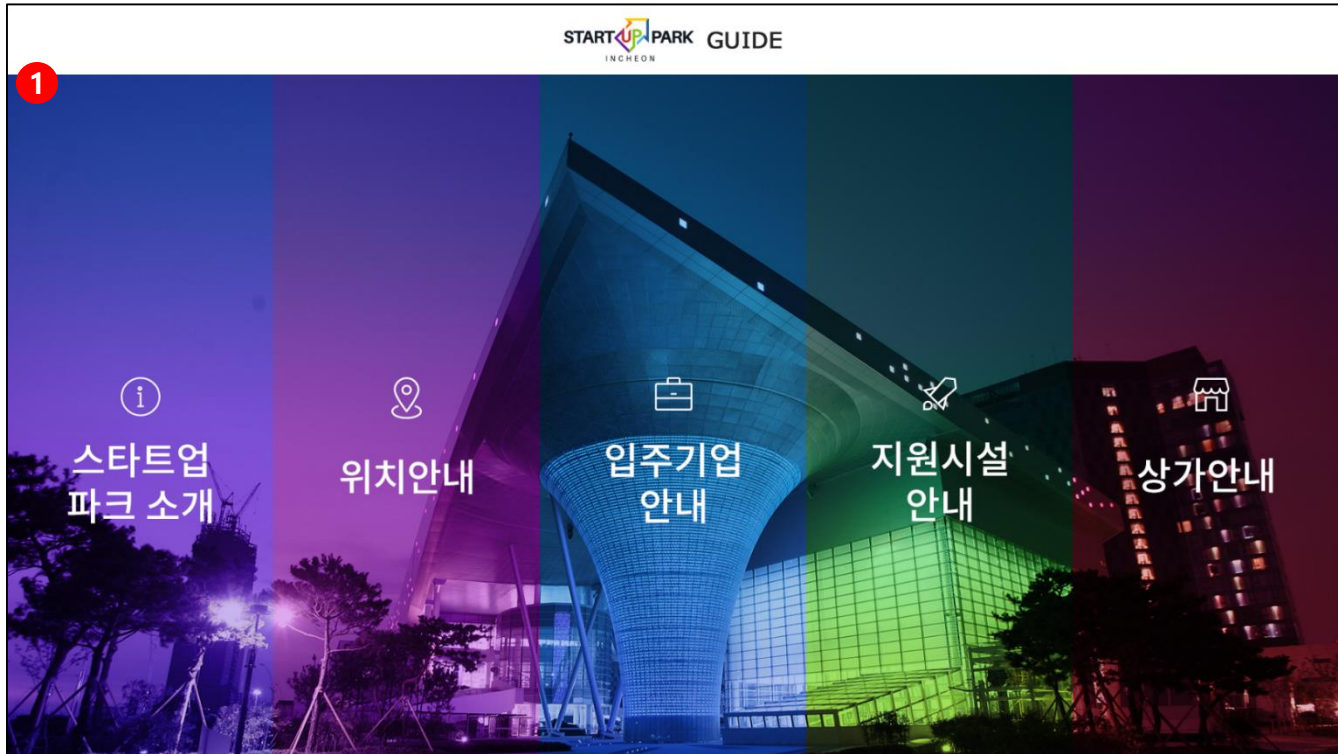 START UP PARK GUIDE
INCHEON
1
스타트업
파크 소개
위치안내
입주기업
안내
지원시설
안내
상가안내